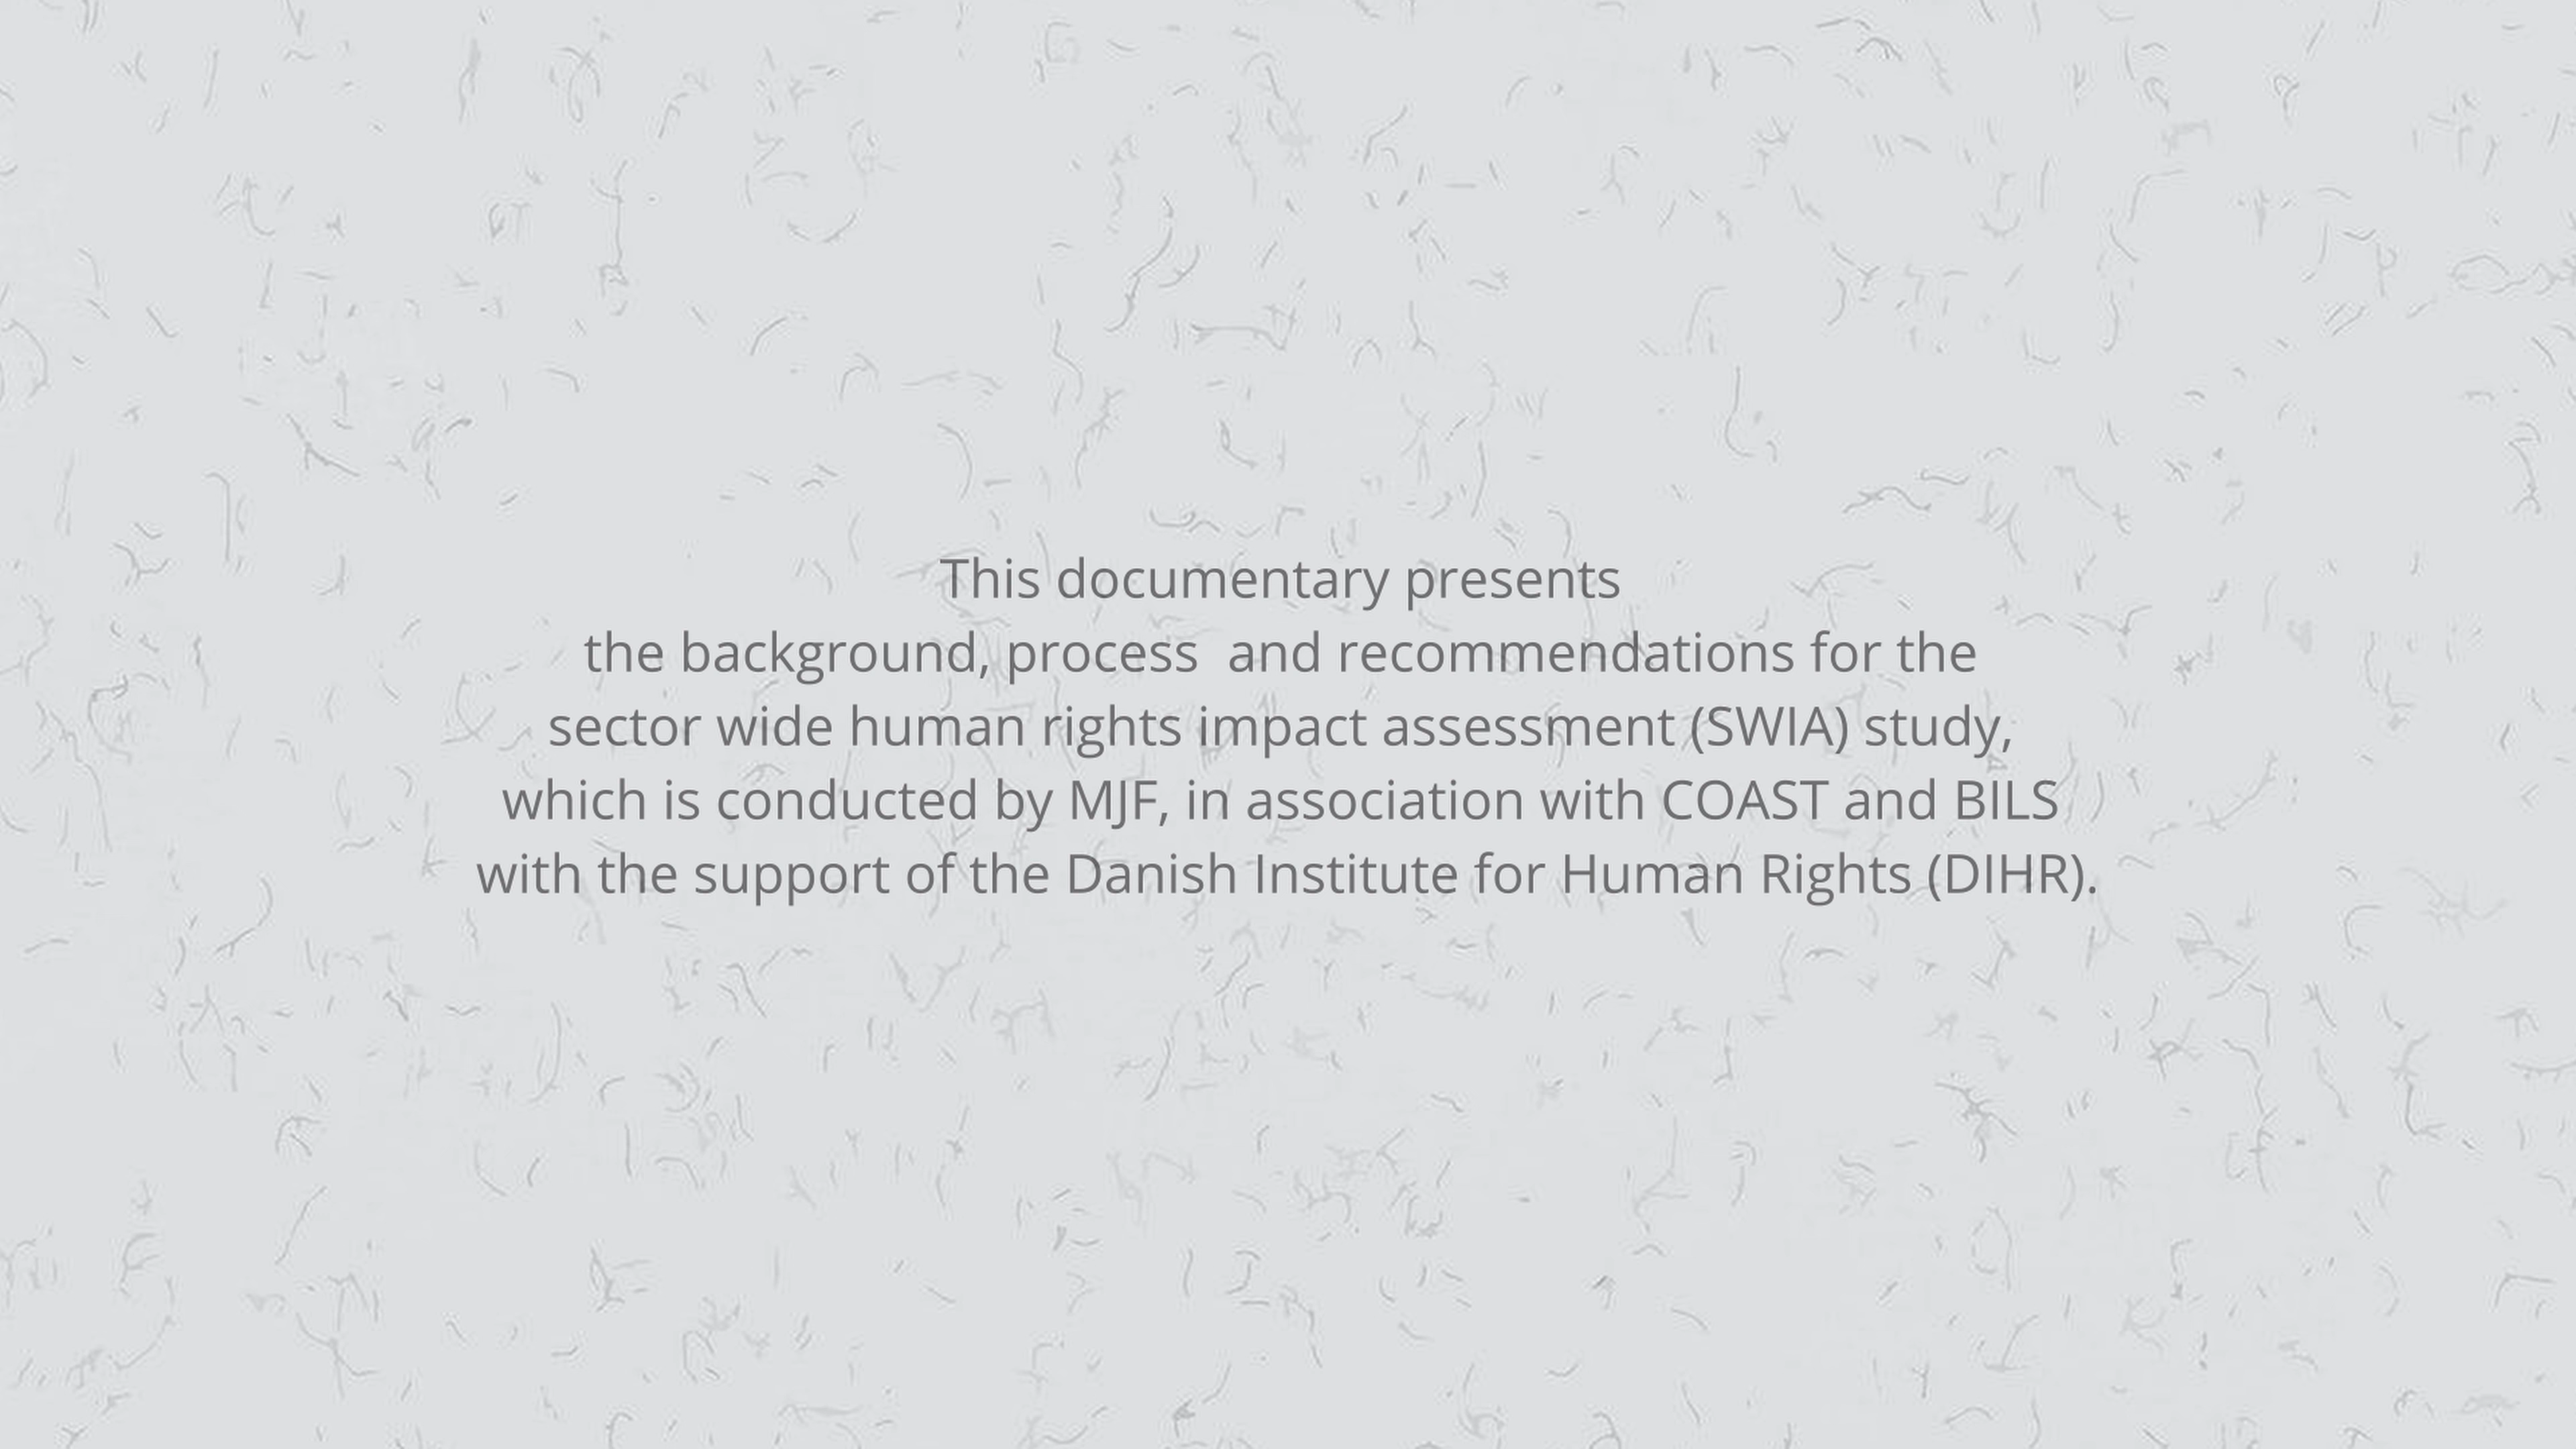 This documentary presents
the background, process  and recommendations for the
sector wide human rights impact assessment (SWIA) study,
which is conducted by MJF, in association with COAST and BILS
with the support of the Danish Institute for Human Rights (DIHR).